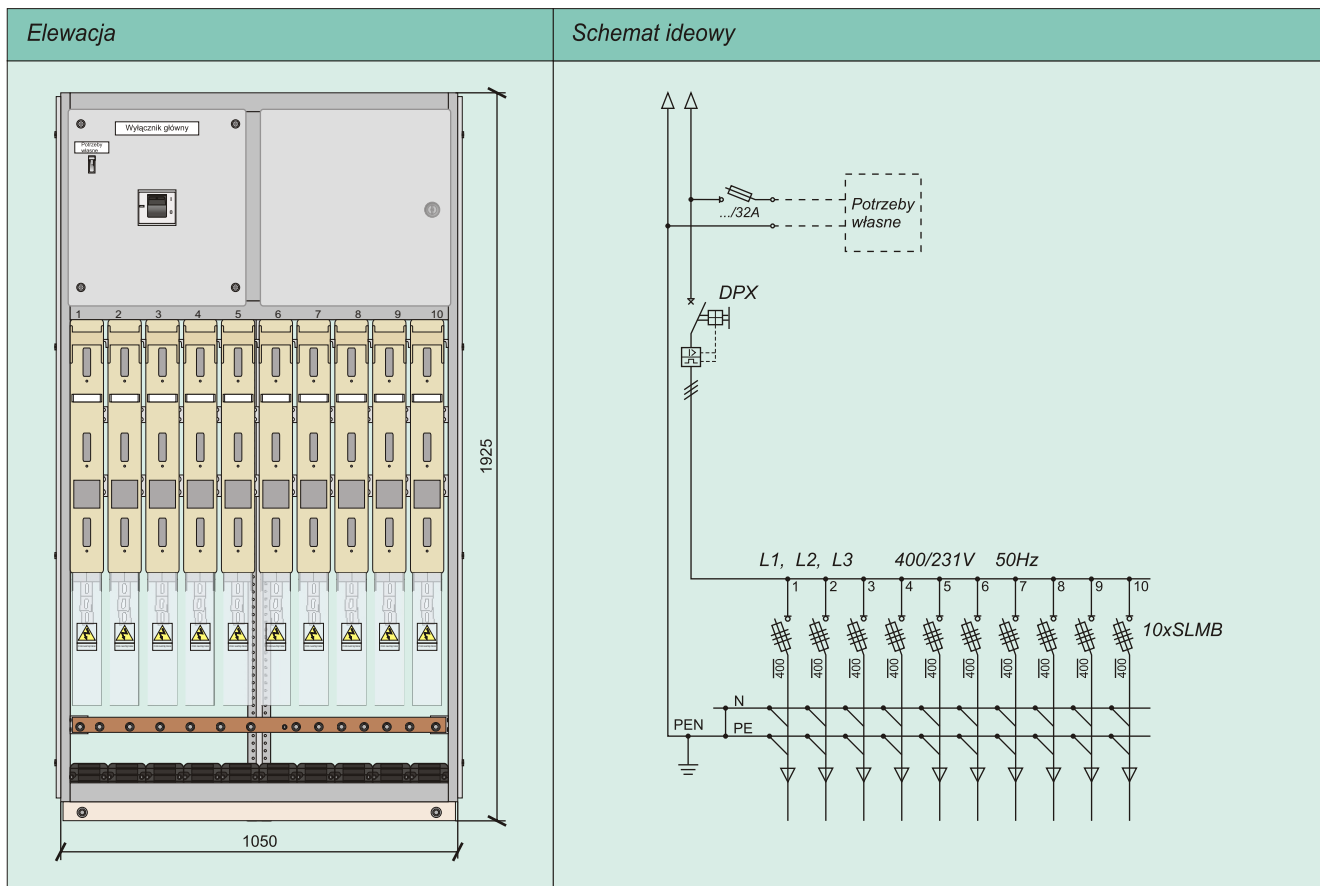 Elewacja
Schemat ideowy
Wyłącznik główny
Potrzeby
własne
I
0
1 2 3 4 5 6 7 8 9 10
1925
1050
.../32A
Potrzeby
własne
DPX
L1, L2, L3 400/231V 50Hz
1 2 3 4 5 6 7 8 9 10
10xSLMB
400 400 400 400 400 400 400 400 400 400
N
PEN
PE